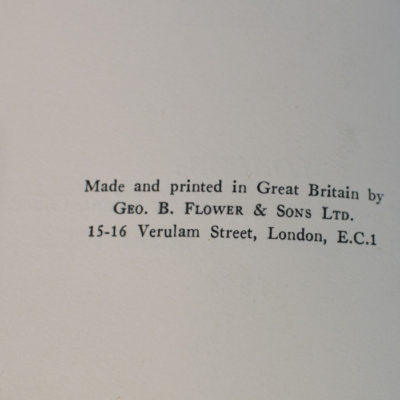 Made and printed in Great Britain by
GEO. B. FLOWER & SONS LTD.
15-16 Verulam Street, London, E.C.1